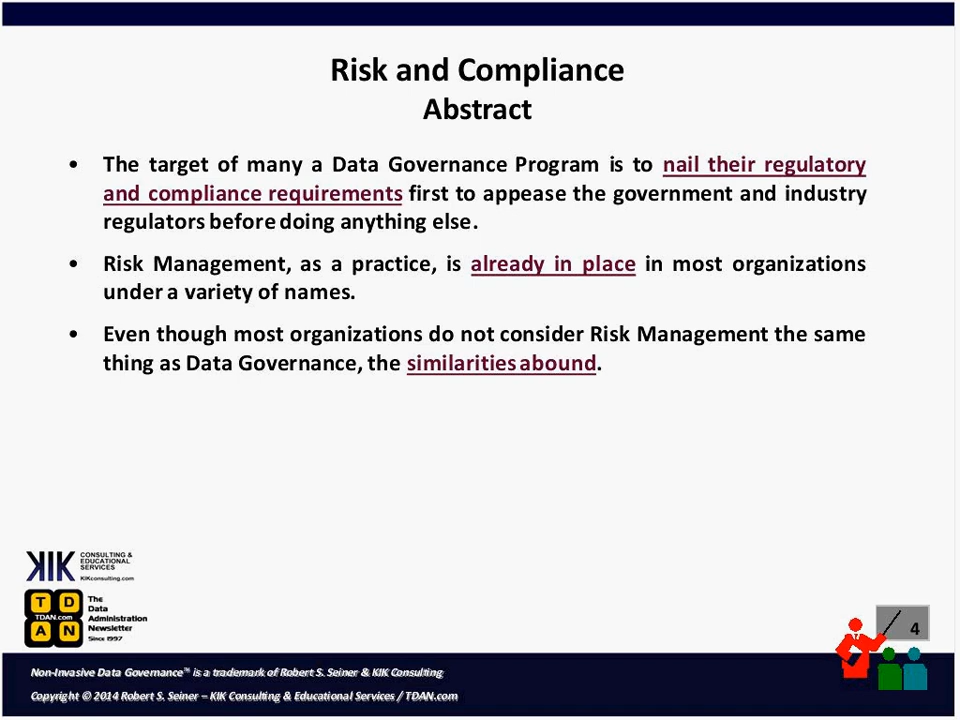 Risk and Compliance
Abstract
• The target of many a Data Governance Program is to nail their regulatory
and compliance requirements first to appease the government and industry
regulators before doing anything else.
• Risk Management, as a practice, is already in place in most organizations
under a variety of names.
• Even though most organizations do not consider Risk Management the same
thing as Data Governance, the similarities abound.
KIK
CONSULTING &
EDUCATIONAL
SERVICES
KIKconsulting.com
T D
TDAN.com
A N
The
Data
Administration
Newsletter
Since 1997
4
Non-Invasive Data Governance™ is a trademark of Robert S. Seiner & KIK Consulting
Copyright © 2014 Robert S. Seiner – KIK Consulting & Educational Services / TDAN.com